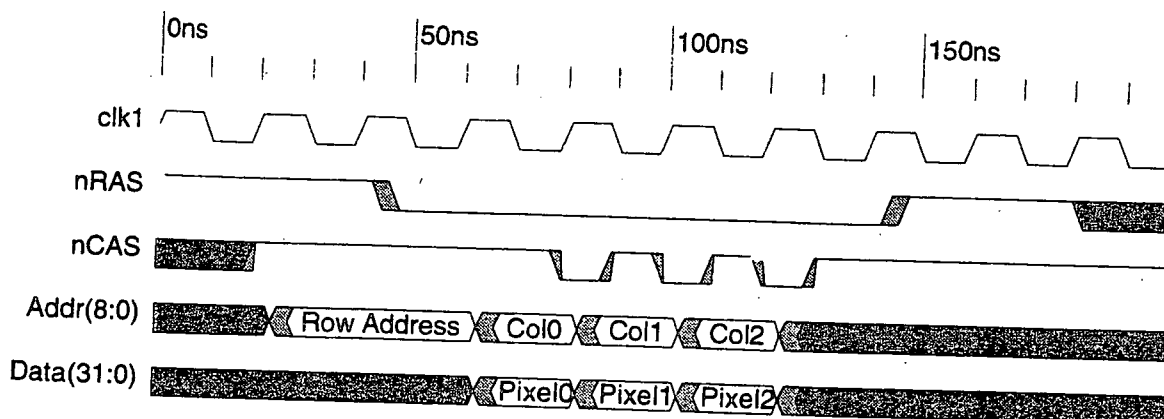 0ns 50ns 100ns 150ns
clk1
nRAS
nCAS
Addr(8:0) Row Address Col0 Col1 Col2
Data(31:0) Pixel0 Pixel1 Pixel2